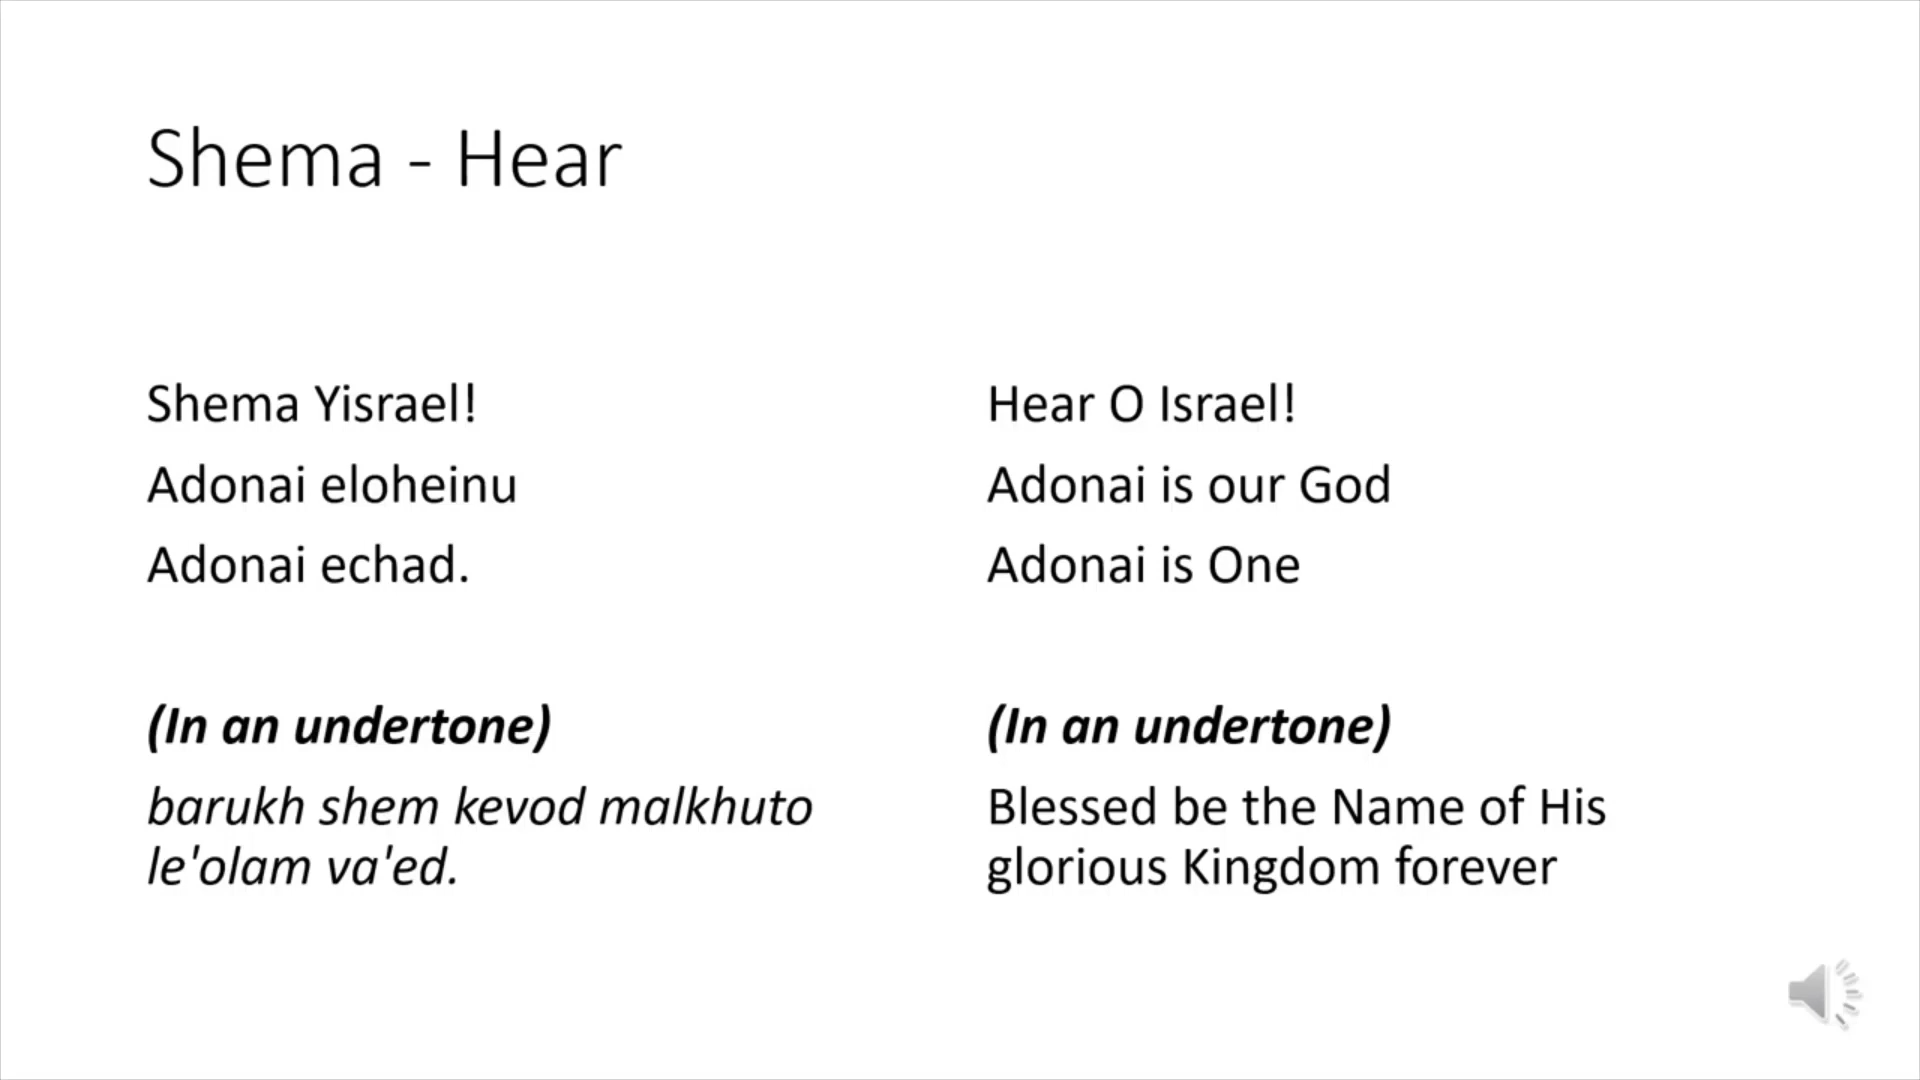 Shema - Hear
Shema Yisrael!
Adonai eloheinu
Adonai echad.
(In an undertone)
barukh shem kevod malkhuto
le'olam va'ed.
Hear O Israel!
Adonai is our God
Adonai is One
(In an undertone)
Blessed be the Name of His
glorious Kingdom forever